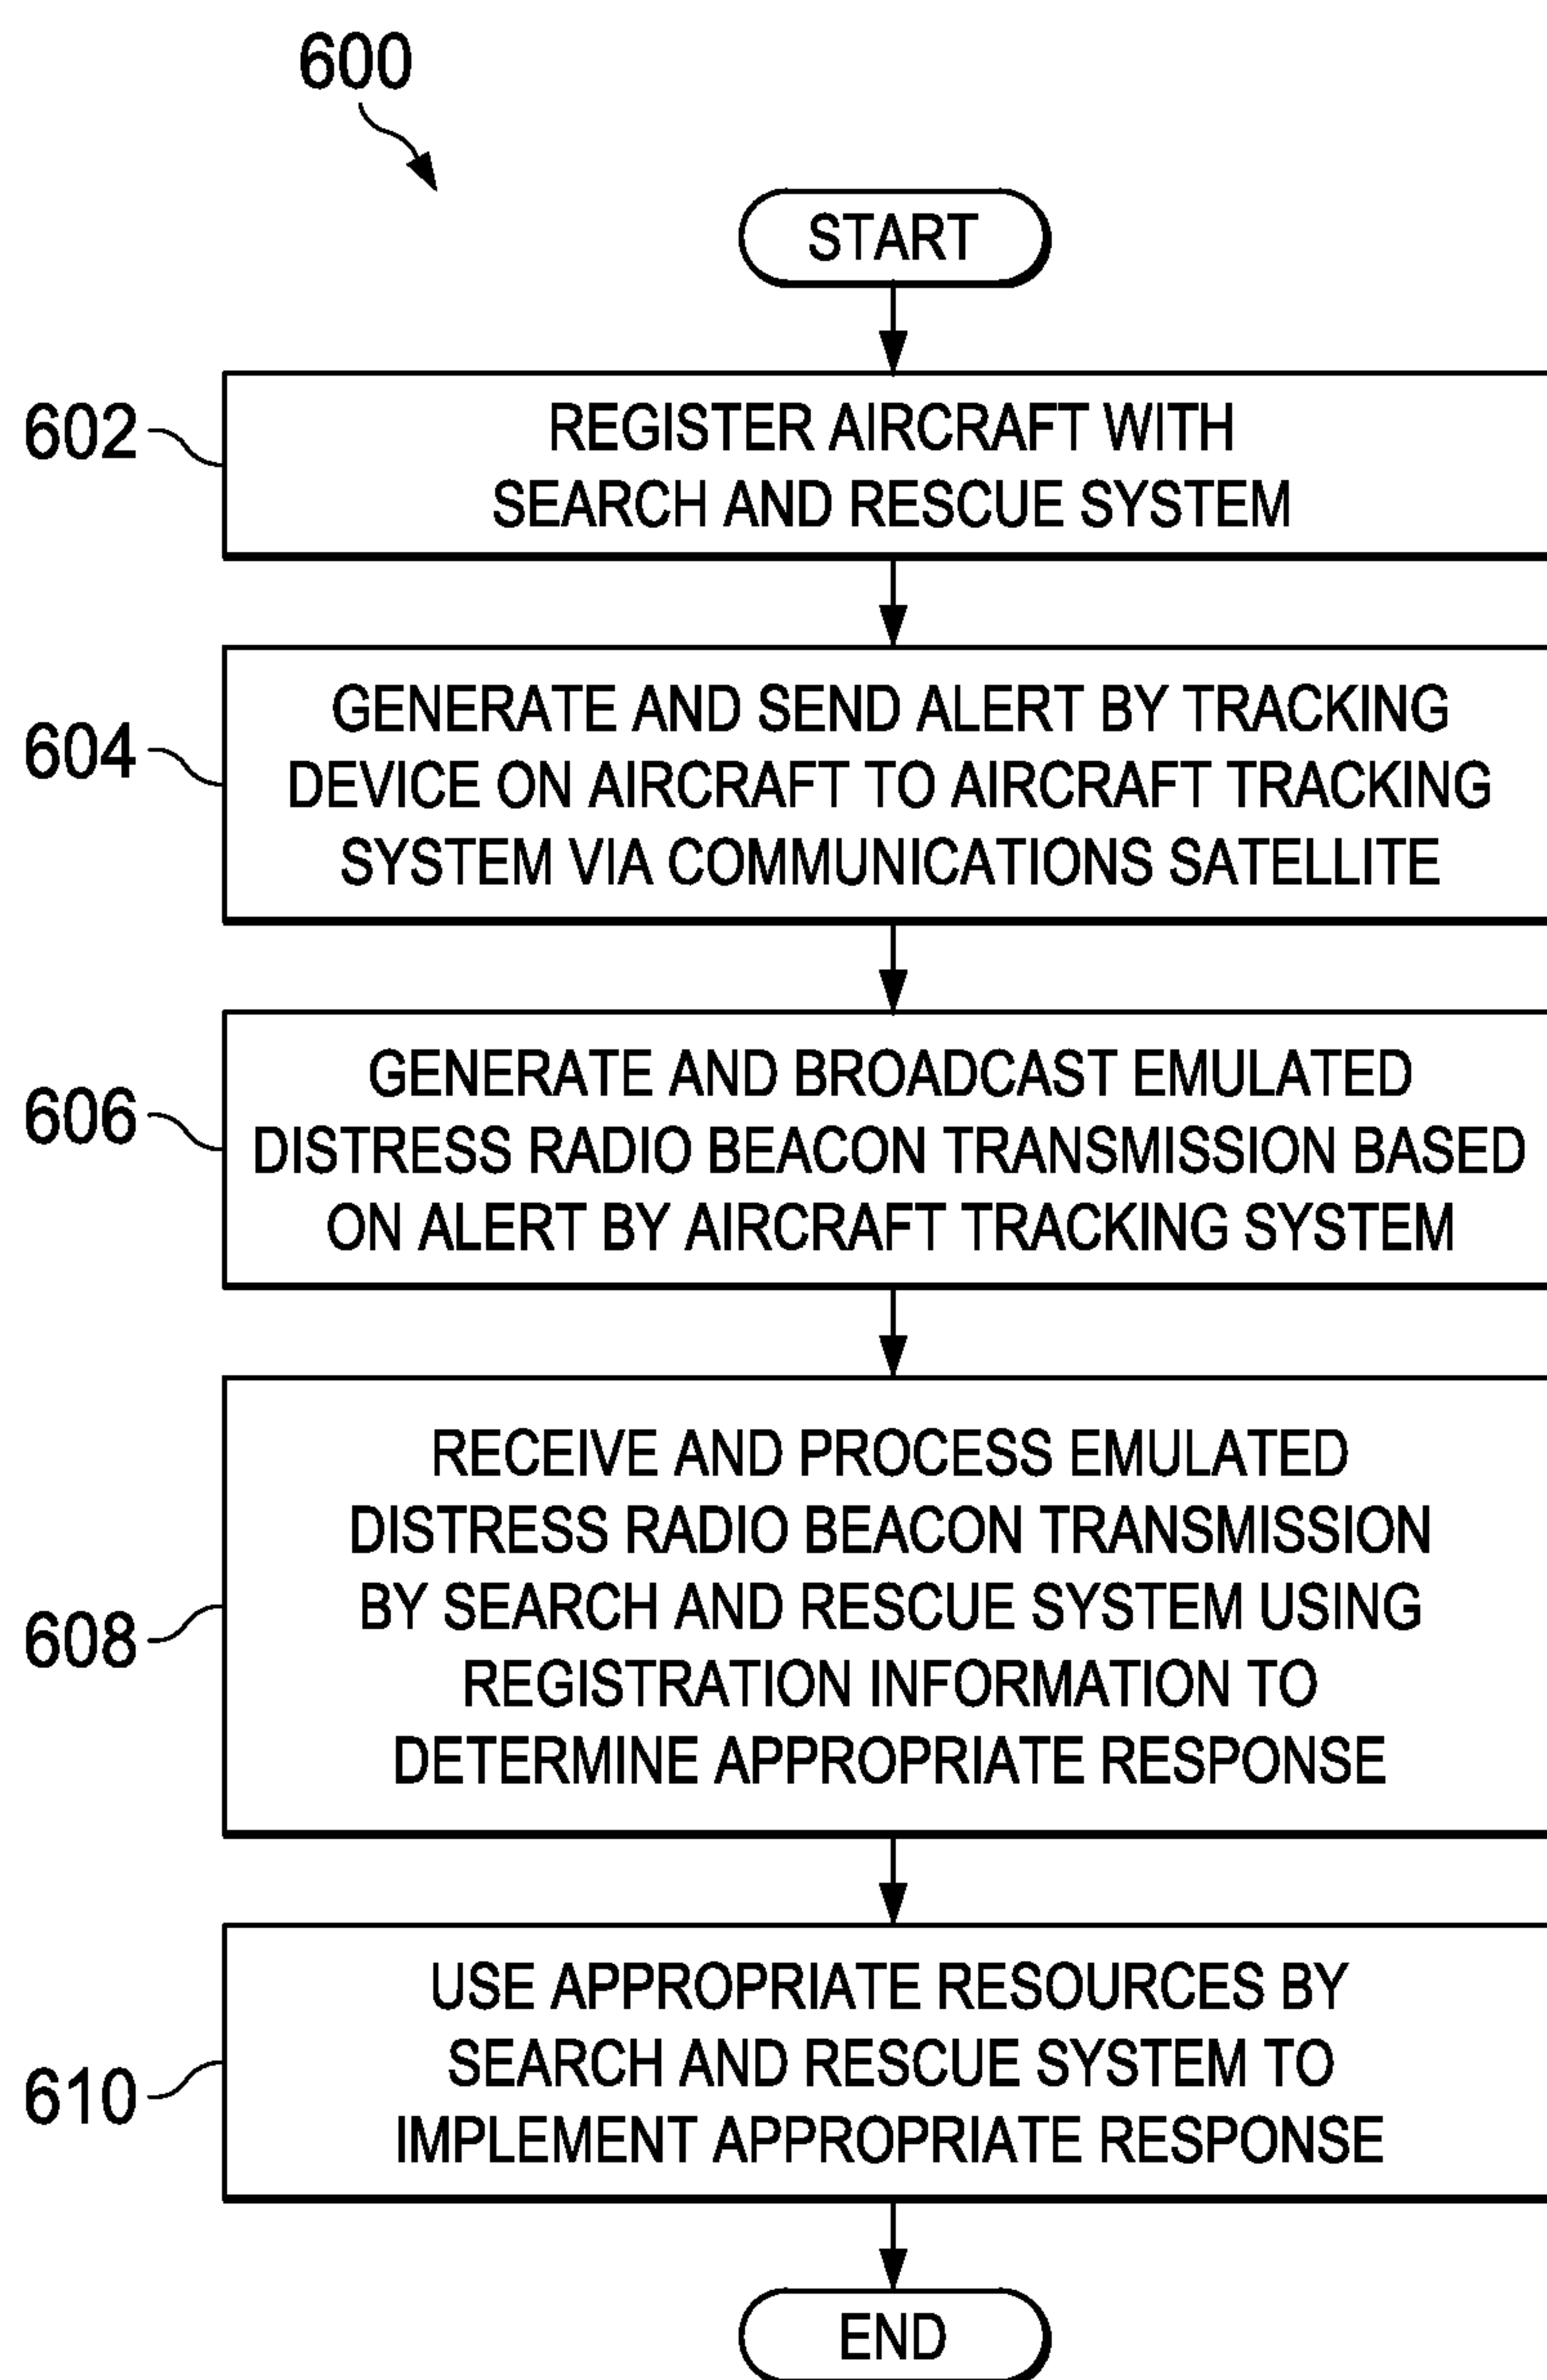 600
START
602
REGISTER AIRCRAFT WITH
SEARCH AND RESCUE SYSTEM
604
GENERATE AND SEND ALERT BY TRACKING
DEVICE ON AIRCRAFT TO AIRCRAFT TRACKING
SYSTEM VIA COMMUNICATIONS SATELLITE
606
GENERATE AND BROADCAST EMULATED
DISTRESS RADIO BEACON TRANSMISSION BASED
ON ALERT BY AIRCRAFT TRACKING SYSTEM
608
RECEIVE AND PROCESS EMULATED
DISTRESS RADIO BEACON TRANSMISSION
BY SEARCH AND RESCUE SYSTEM USING
REGISTRATION INFORMATION TO
DETERMINE APPROPRIATE RESPONSE
610
USE APPROPRIATE RESOURCES BY
SEARCH AND RESCUE SYSTEM TO
IMPLEMENT APPROPRIATE RESPONSE
END